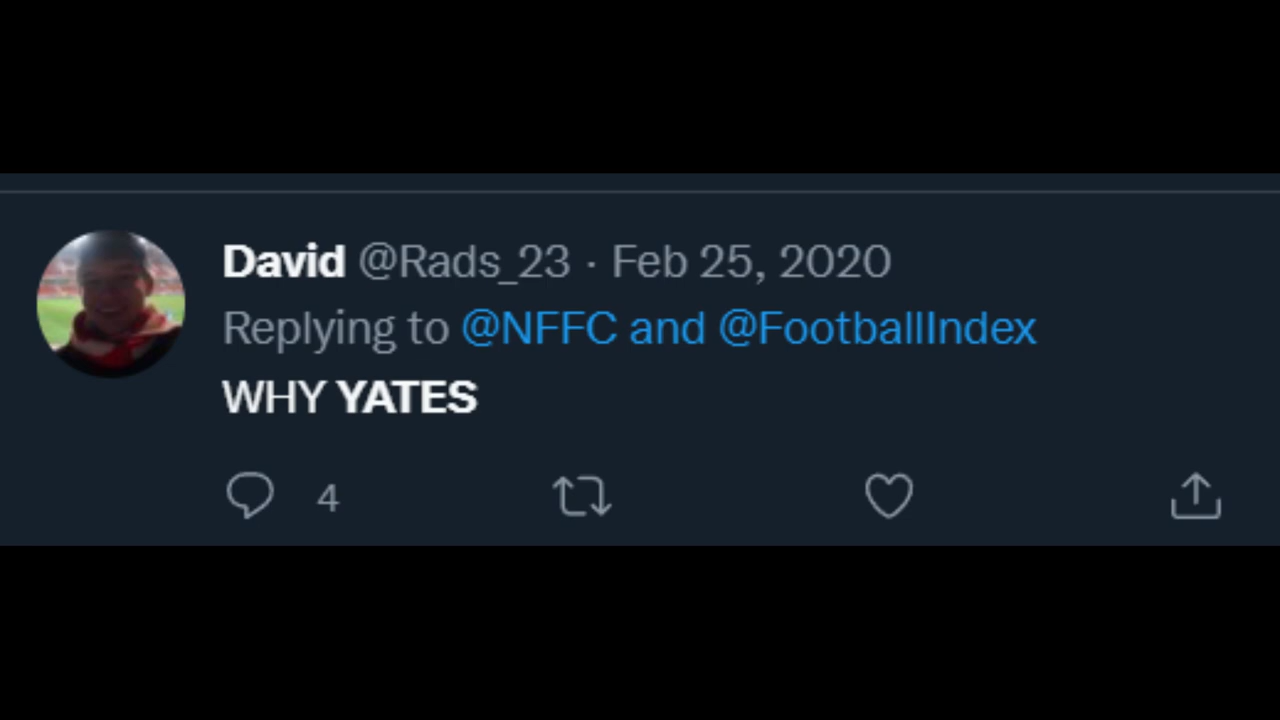 David @Rads_23 · Feb 25, 2020
Replying to @NFFC and @FootballIndex
WHY YATES
4